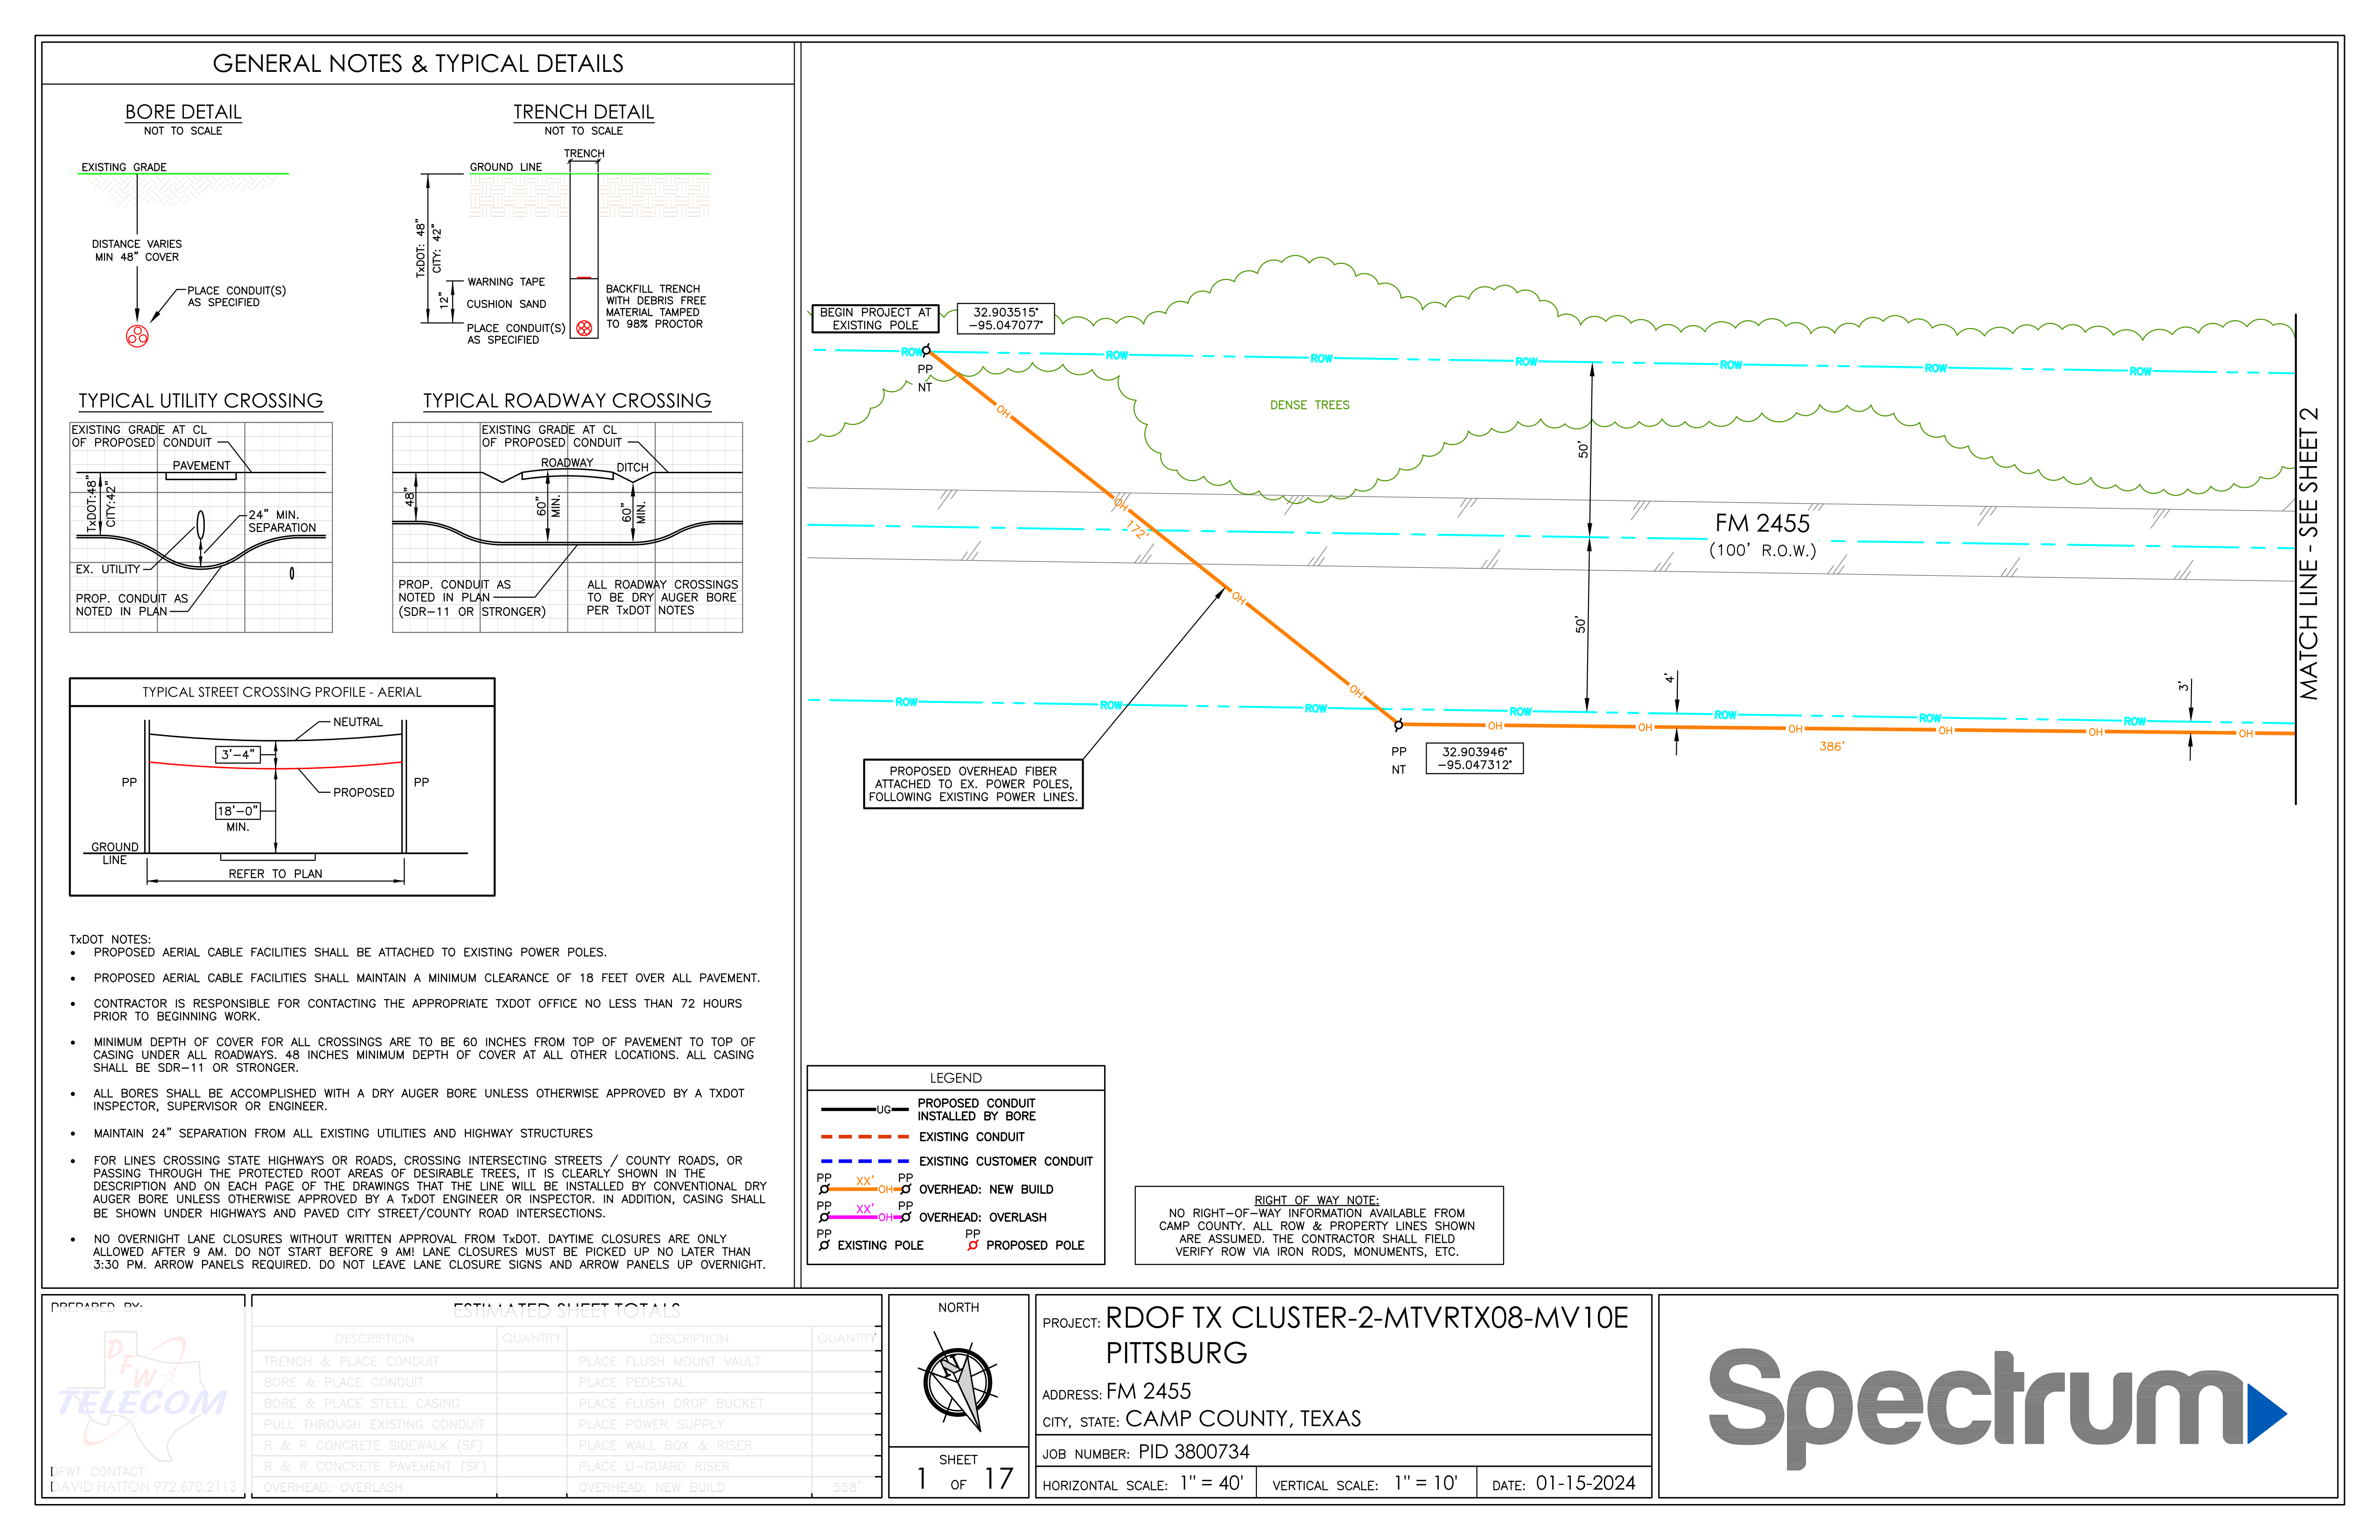 GENERAL NOTES & TYPICAL DETAILS
BORE DETAIL
NOT TO SCALE
EXISTING GRADE
DISTANCE VARIES
MIN 48" COVER
PLACE CONDUIT(S)
AS SPECIFIED
TRENCH DETAIL
NOT TO SCALE
TRENCH
GROUND LINE
TxDOT: 48"
CITY: 42"
12"
WARNING TAPE
CUSHION SAND
PLACE CONDUIT(S)
AS SPECIFIED
BACKFILL TRENCH
WITH DEBRIS FREE
MATERIAL TAMPED
TO 98% PROCTOR
TYPICAL UTILITY CROSSING
EXISTING GRADE AT CL
OF PROPOSED CONDUIT
PAVEMENT
TxDOT:48"
CITY:42"
24" MIN.
SEPARATION
EX. UTILITY
PROP. CONDUIT AS
NOTED IN PLAN
TYPICAL ROADWAY CROSSING
EXISTING GRADE AT CL
OF PROPOSED CONDUIT
ROADWAY
DITCH
48"
60"
MIN.
60"
MIN.
PROP. CONDUIT AS
NOTED IN PLAN
(SDR-11 OR STRONGER)
ALL ROADWAY CROSSINGS
TO BE DRY AUGER BORE
PER TxDOT NOTES
TYPICAL STREET CROSSING PROFILE - AERIAL
NEUTRAL
3'-4"
PP
PP
PROPOSED
18'-0"
MIN.
GROUND
LINE
REFER TO PLAN
TxDOT NOTES:
• PROPOSED AERIAL CABLE FACILITIES SHALL BE ATTACHED TO EXISTING POWER POLES.
• PROPOSED AERIAL CABLE FACILITIES SHALL MAINTAIN A MINIMUM CLEARANCE OF 18 FEET OVER ALL PAVEMENT.
• CONTRACTOR IS RESPONSIBLE FOR CONTACTING THE APPROPRIATE TXDOT OFFICE NO LESS THAN 72 HOURS
PRIOR TO BEGINNING WORK.
• MINIMUM DEPTH OF COVER FOR ALL CROSSINGS ARE TO BE 60 INCHES FROM TOP OF PAVEMENT TO TOP OF
CASING UNDER ALL ROADWAYS. 48 INCHES MINIMUM DEPTH OF COVER AT ALL OTHER LOCATIONS. ALL CASING
SHALL BE SDR-11 OR STRONGER.
• ALL BORES SHALL BE ACCOMPLISHED WITH A DRY AUGER BORE UNLESS OTHERWISE APPROVED BY A TXDOT
INSPECTOR, SUPERVISOR OR ENGINEER.
• MAINTAIN 24" SEPARATION FROM ALL EXISTING UTILITIES AND HIGHWAY STRUCTURES
• FOR LINES CROSSING STATE HIGHWAYS OR ROADS, CROSSING INTERSECTING STREETS / COUNTY ROADS, OR
PASSING THROUGH THE PROTECTED ROOT AREAS OF DESIRABLE TREES, IT IS CLEARLY SHOWN IN THE
DESCRIPTION AND ON EACH PAGE OF THE DRAWINGS THAT THE LINE WILL BE INSTALLED BY CONVENTIONAL DRY
AUGER BORE UNLESS OTHERWISE APPROVED BY A TxDOT ENGINEER OR INSPECTOR. IN ADDITION, CASING SHALL
BE SHOWN UNDER HIGHWAYS AND PAVED CITY STREET/COUNTY ROAD INTERSECTIONS.
• NO OVERNIGHT LANE CLOSURES WITHOUT WRITTEN APPROVAL FROM TxDOT. DAYTIME CLOSURES ARE ONLY
ALLOWED AFTER 9 AM. DO NOT START BEFORE 9 AM! LANE CLOSURES MUST BE PICKED UP NO LATER THAN
3:30 PM. ARROW PANELS REQUIRED. DO NOT LEAVE LANE CLOSURE SIGNS AND ARROW PANELS UP OVERNIGHT.
BEGIN PROJECT AT
EXISTING POLE
32.903515°
-95.047077°
ROW ROW ROW ROW ROW ROW ROW
PP
NT
OH
DENSE TREES
50'
OH
172'
FM 2455
(100' R.O.W.)
OH
50'
OH
4'
3'
ROW ROW ROW ROW ROW ROW ROW
OH OH OH OH OH OH
386'
PP
NT
32.903946°
-95.047312°
PROPOSED OVERHEAD FIBER
ATTACHED TO EX. POWER POLES,
FOLLOWING EXISTING POWER LINES.
MATCH LINE - SEE SHEET 2
LEGEND
UG PROPOSED CONDUIT
INSTALLED BY BORE
EXISTING CONDUIT
EXISTING CUSTOMER CONDUIT
PP XX' OH PP OVERHEAD: NEW BUILD
PP XX' OH PP OVERHEAD: OVERLASH
PP EXISTING POLE PP PROPOSED POLE
RIGHT OF WAY NOTE:
NO RIGHT-OF-WAY INFORMATION AVAILABLE FROM
CAMP COUNTY. ALL ROW & PROPERTY LINES SHOWN
ARE ASSUMED. THE CONTRACTOR SHALL FIELD
VERIFY ROW VIA IRON RODS, MONUMENTS, ETC.
PREPARED BY:
DFW
TELECOM
DFWT CONTACT:
DAVID HATTON 972.670.2113
ESTIMATED SHEET TOTALS
DESCRIPTION QUANTITY DESCRIPTION QUANTITY
TRENCH & PLACE CONDUIT PLACE FLUSH MOUNT VAULT
BORE & PLACE CONDUIT PLACE PEDESTAL
BORE & PLACE STEEL CASING PLACE FLUSH DROP BUCKET
PULL THROUGH EXISTING CONDUIT PLACE POWER SUPPLY
R & R CONCRETE SIDEWALK (SF) PLACE WALL BOX & RISER
R & R CONCRETE PAVEMENT (SF) PLACE U-GUARD RISER
OVERHEAD: OVERLASH OVERHEAD: NEW BUILD 558'
NORTH
N
SHEET
1 OF 17
PROJECT: RDOF TX CLUSTER-2-MTVRTX08-MV10E
PITTSBURG
ADDRESS: FM 2455
CITY, STATE: CAMP COUNTY, TEXAS
JOB NUMBER: PID 3800734
HORIZONTAL SCALE: 1" = 40' VERTICAL SCALE: 1" = 10' DATE: 01-15-2024
Spectrum